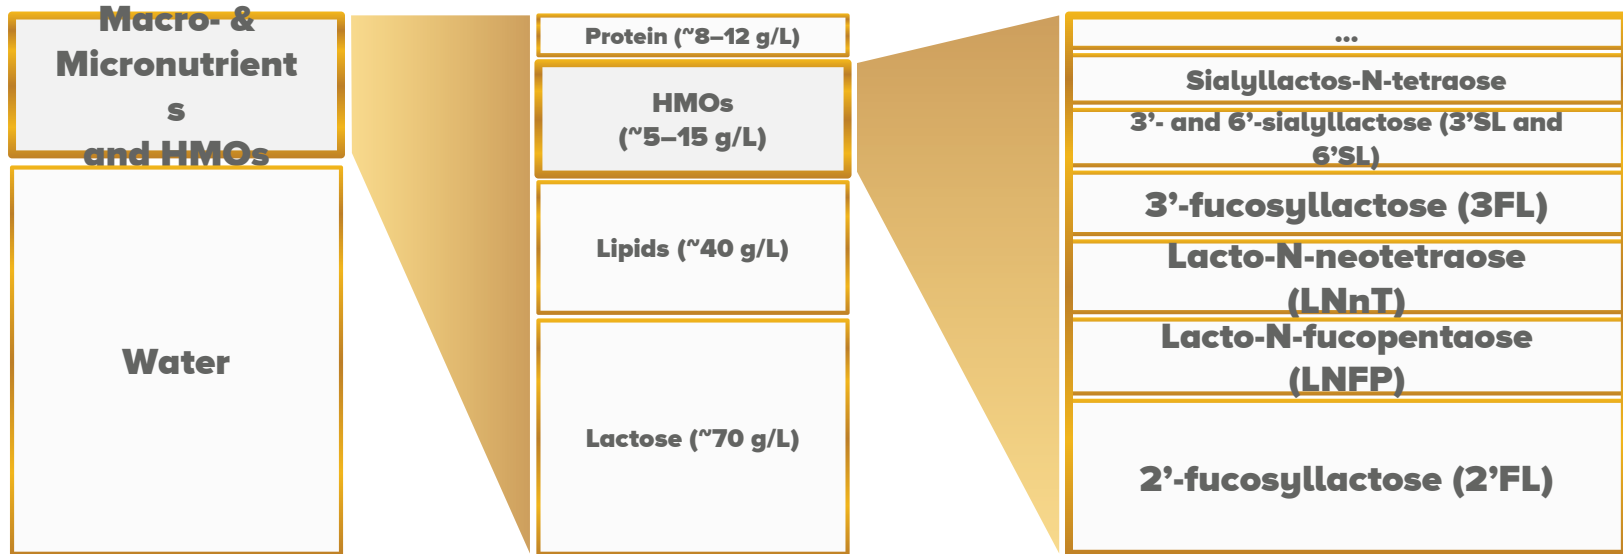 Macro- &
Micronutrient
s
and HMOs
Water
Protein (~8–12 g/L)
HMOs
(~5–15 g/L)
Lipids (~40 g/L)
Lactose (~70 g/L)
...
Sialyllactos-N-tetraose
3’- and 6’-sialyllactose (3’SL and
6’SL)
3’-fucosyllactose (3FL)
Lacto-N-neotetraose
(LNnT)
Lacto-N-fucopentaose
(LNFP)
2’-fucosyllactose (2’FL)